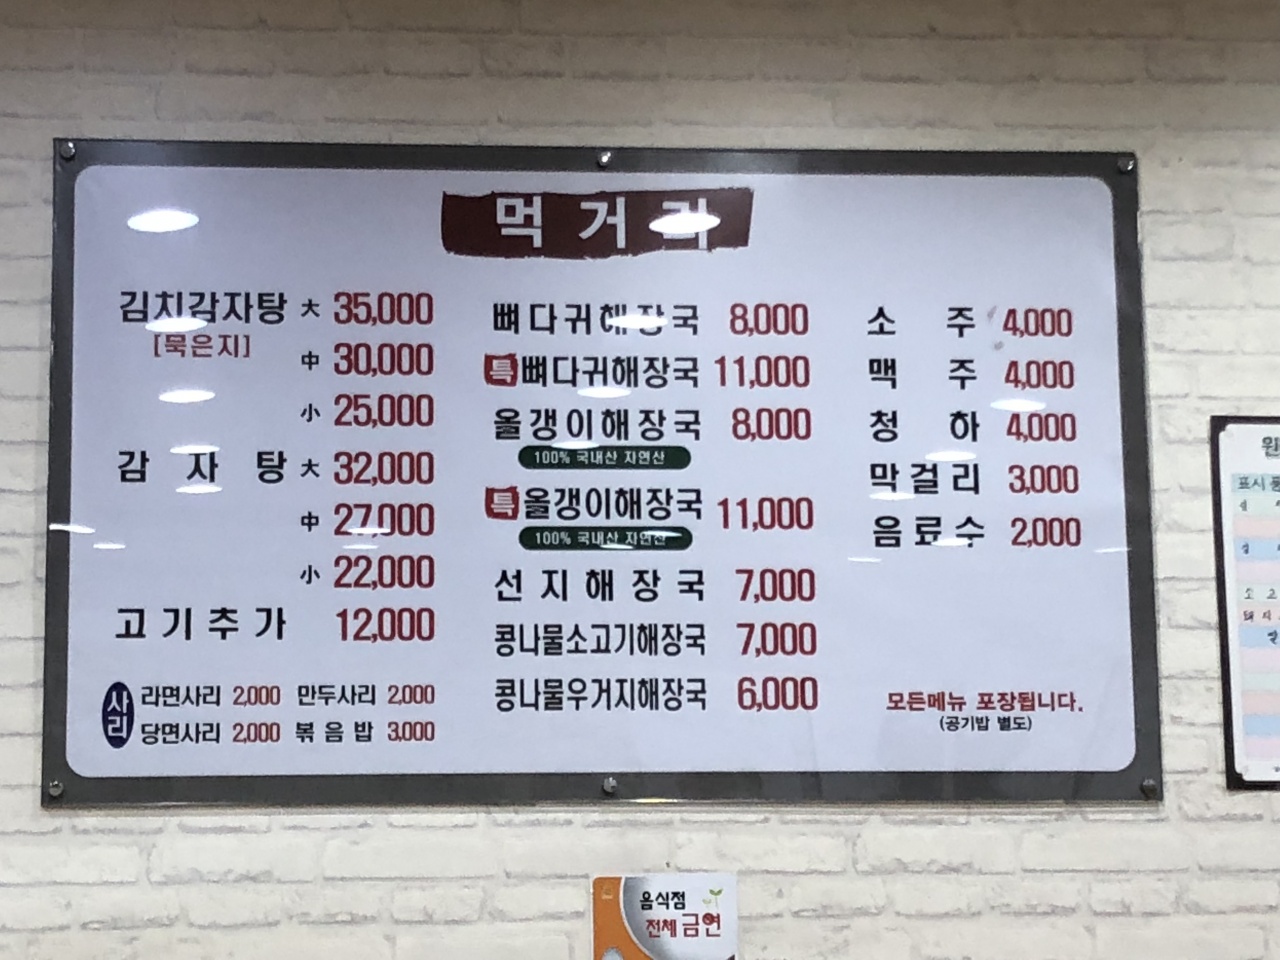 먹거리
김치감자탕 大 35,000
[묵은지]
中 30,000
小 25,000
감자탕 大 32,000
中 27,000
小 22,000
고기추가 12,000
사리
라면사리 2,000 만두사리 2,000
당면사리 2,000 볶음밥 3,000
뼈다귀해장국 8,000
특 뼈다귀해장국 11,000
올갱이해장국 8,000
100% 국내산 자연산
특 올갱이해장국 11,000
100% 국내산 자연산
선지해장국 7,000
콩나물소고기해장국 7,000
콩나물우거지해장국 6,000
소주 4,000
맥주 4,000
청하 4,000
막걸리 3,000
음료수 2,000
모든메뉴 포장됩니다.
(공기밥 별도)
음식점
전체 금연